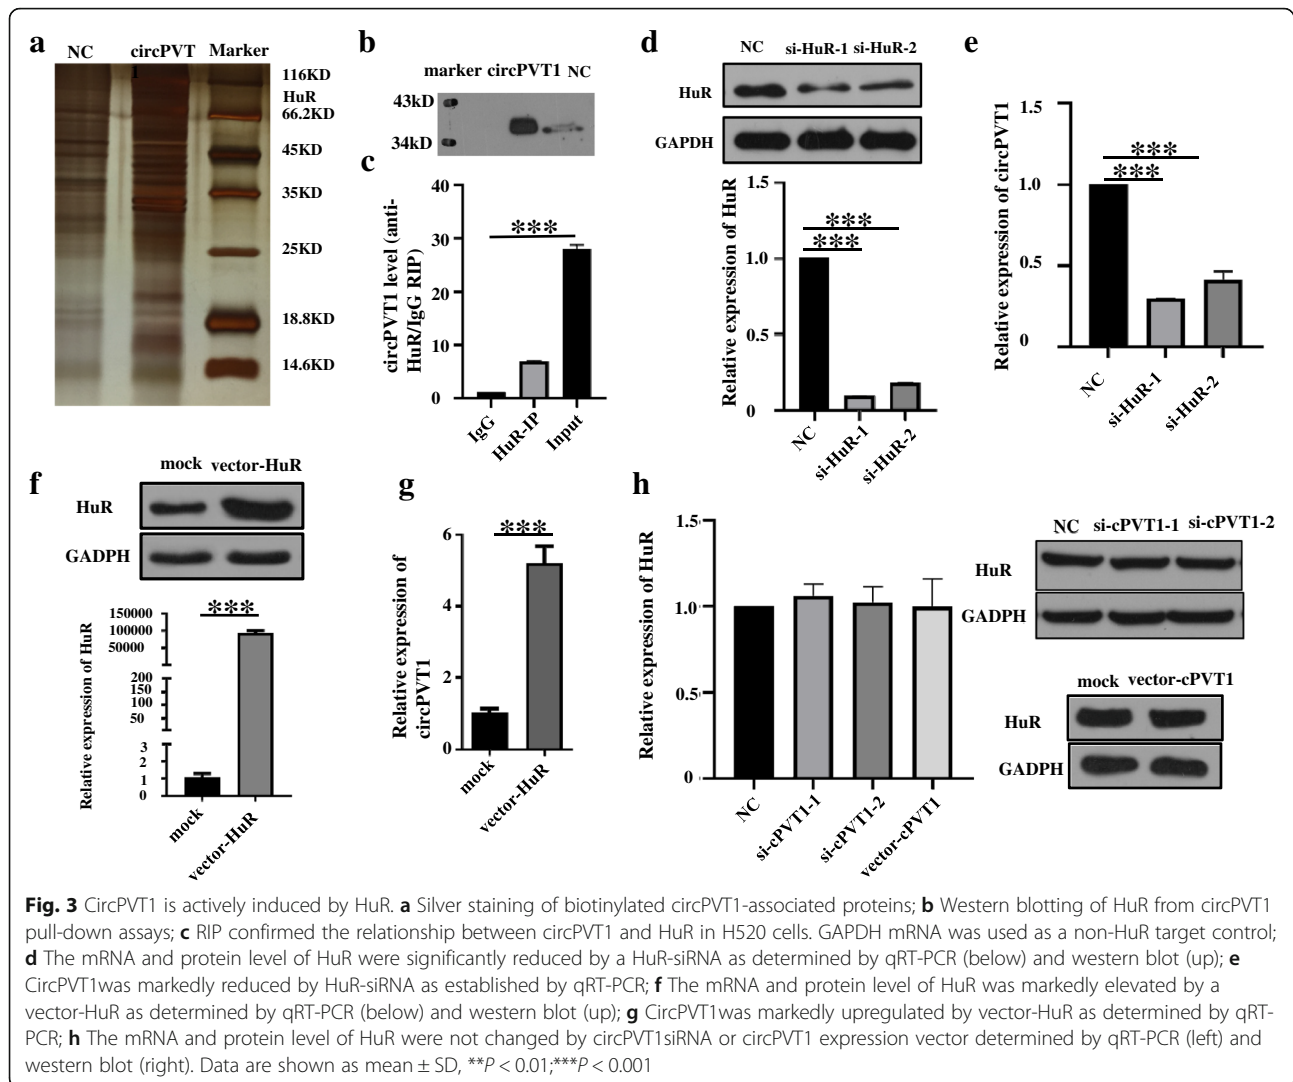 a
NC circPVT1 Marker
116KD
HuR
66.2KD
45KD
35KD
25KD
18.8KD
14.6KD
b
marker circPVT1 NC
43kD
34kD
c
circPVT1 level (anti-
HuR/IgG RIP)
40
30
20
10
0
***
IgG
HuR-IP
Input
d
NC si-HuR-1 si-HuR-2
HuR
GAPDH
Relative expression of HuR
1.5
1.0
0.5
0
***
***
NC
si-HuR-1
si-HuR-2
e
Relative expression of circPVT1
1.5
1.0
0.5
0
***
***
NC
si-HuR-1
si-HuR-2
f
mock vector-HuR
HuR
GADPH
Relative expression of HuR
150000
100000
50000
200
150
100
50
3
2
1
0
***
mock
vector-HuR
g
Relative expression of
circPVT1
6
4
2
0
***
mock
vector-HuR
h
Relative expression of HuR
1.5
1.0
0.5
0
NC
si-cPVT1-1
si-cPVT1-2
vector-cPVT1
NC si-cPVT1-1 si-cPVT1-2
HuR
GADPH
mock vector-cPVT1
HuR
GADPH
Fig. 3 CircPVT1 is actively induced by HuR. a Silver staining of biotinylated circPVT1-associated proteins; b Western blotting of HuR from circPVT1
pull-down assays; c RIP confirmed the relationship between circPVT1 and HuR in H520 cells. GAPDH mRNA was used as a non-HuR target control;
d The mRNA and protein level of HuR were significantly reduced by a HuR-siRNA as determined by qRT-PCR (below) and western blot (up); e
CircPVT1was markedly reduced by HuR-siRNA as established by qRT-PCR; f The mRNA and protein level of HuR was markedly elevated by a
vector-HuR as determined by qRT-PCR (below) and western blot (up); g CircPVT1was markedly upregulated by vector-HuR as determined by qRT-
PCR; h The mRNA and protein level of HuR were not changed by circPVT1siRNA or circPVT1 expression vector determined by qRT-PCR (left) and
western blot (right). Data are shown as mean ± SD, **P < 0.01;***P < 0.001